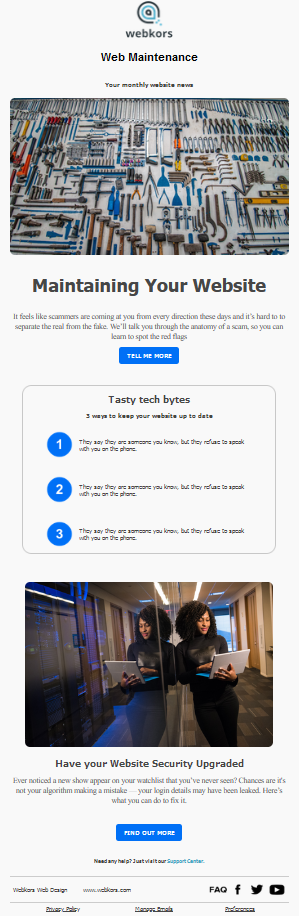 webkors
Web Maintenance
Your monthly website news
Maintaining Your Website
It feels like scammers are coming at you from every direction these days and it's hard to to
separate the real from the fake. We'll talk you through the anatomy of a scam, so you can
learn to spot the red flags
TELL ME MORE
Tasty tech bytes
3 ways to keep your website up to date
1
They say they are someone you know, but they refuse to speak
with you on the phone.
2
They say they are someone you know, but they refuse to speak
with you on the phone.
3
They say they are someone you know, but they refuse to speak
with you on the phone.
Have your Website Security Upgraded
Ever noticed a new show appear on your watchlist that you've never seen? Chances are it's
not your algorithm making a mistake — your login details may have been leaked. Here's
what you can do to fix it.
FIND OUT MORE
Need any help? Just visit our Support Center.
Webkors Web Design www.webkors.com FAQ
Privacy Policy Manage Emails Preferences